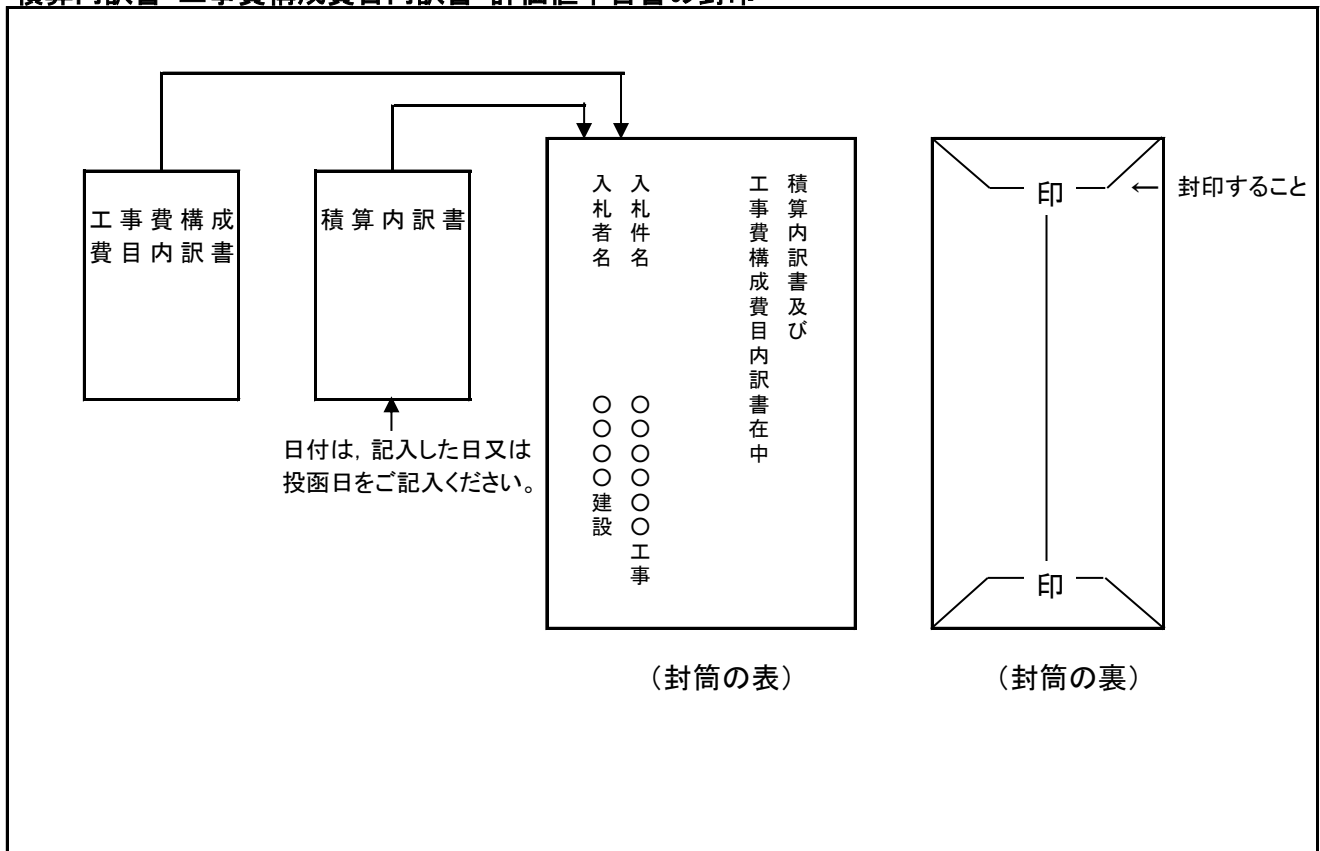 工事費構成
費目内訳書
積算内訳書
日付は，記入した日又は
投函日をご記入ください。
積算内訳書及び
工事費構成費目内訳書在中
入札件名　○○○○○○工事
入札者名　○○○○建設
（封筒の表）
印
← 封印すること
印
（封筒の裏）